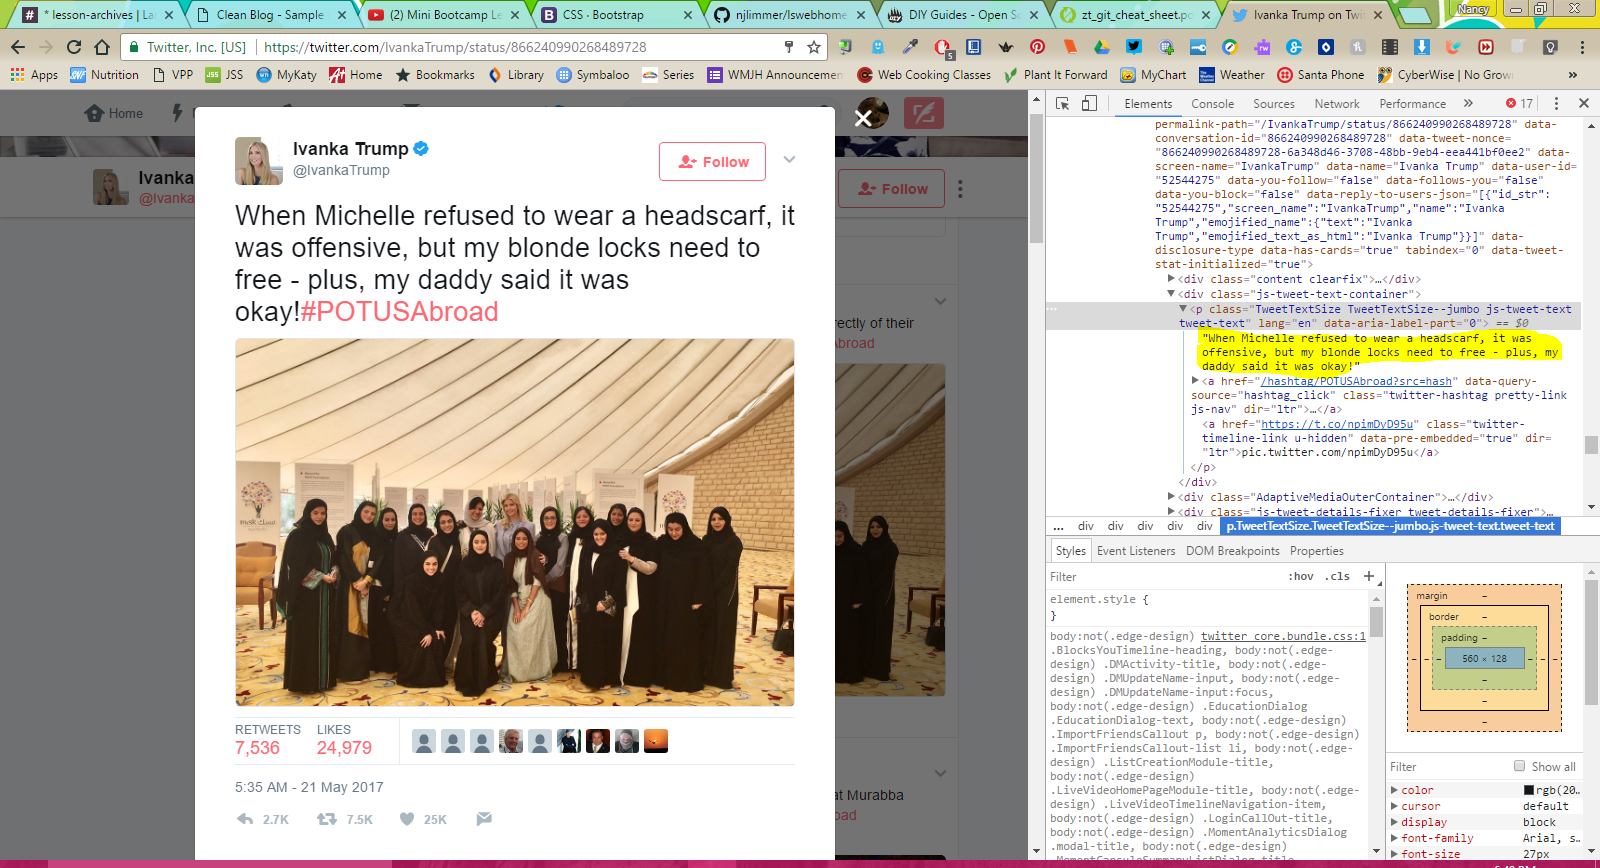 * lesson-archives | La
Clean Blog - Sample
(2) Mini Bootcamp Le
CSS · Bootstrap
njlimmer/lswebhome
DIY Guides - Open So
zt_git_cheat_sheet.pd
Ivanka Trump on Twit
Nancy
Twitter, Inc. [US] | https://twitter.com/IvankaTrump/status/866240990268489728
Apps
Nutrition
VPP
JSS
MyKaty
Home
Bookmarks
Library
Symbaloo
Series
WMJH Announcemen
Web Cooking Classes
Plant It Forward
MyChart
Weather
Santa Phone
CyberWise | No Grow
»
Home
Ivanka
@Ivanka
Follow
Ivanka Trump
@IvankaTrump
Follow
When Michelle refused to wear a headscarf, it
was offensive, but my blonde locks need to
free - plus, my daddy said it was
okay!#POTUSAbroad
rectly of their
Abroad
RETWEETS
7,536
LIKES
24,979
5:35 AM - 21 May 2017
2.7K
7.5K
25K
at Murabba
oad
Elements
Console
Sources
Network
Performance
»
17
permalink-path="/IvankaTrump/status/866240990268489728" data-
conversation-id="866240990268489728" data-tweet-nonce=
"866240990268489728-6a348d46-3708-48bb-9eb4-eea441bf0ee2" data-
screen-name="IvankaTrump" data-name="Ivanka Trump" data-user-id=
"52544275" data-you-follow="false" data-follows-you="false"
data-you-block="false" data-reply-to-users-json="[{"id_str":
"52544275","screen_name":"IvankaTrump","name":"Ivanka
Trump","emojified_name":{"text":"Ivanka
Trump","emojified_text_as_html":"Ivanka Trump"}}]" data-
disclosure-type data-has-cards="true" tabindex="0" data-tweet-
stat-initialized="true">
<div class="content clearfix">…</div>
<div class="js-tweet-text-container">
<p class="TweetTextSize TweetTextSize--jumbo js-tweet-text
tweet-text" lang="en" data-aria-label-part="0"> == $0
"When Michelle refused to wear a headscarf, it was
offensive, but my blonde locks need to free - plus, my
daddy said it was okay!"
<a href="/hashtag/POTUSAbroad?src=hash" data-query-
source="hashtag_click" class="twitter-hashtag pretty-link
js-nav" dir="ltr">…</a>
<a href="https://t.co/npimDyD95u" class="twitter-
timeline-link u-hidden" data-pre-embedded="true" dir=
"ltr">pic.twitter.com/npimDyD95u</a>
</p>
</div>
<div class="AdaptiveMediaOuterContainer">…</div>
<div class="js-tweet-details-fixer tweet-details-fixer">…
... div div div div div p.TweetTextSize.TweetTextSize--jumbo.js-tweet-text.tweet-text
Styles
Event Listeners
DOM Breakpoints
Properties
Filter
:hov .cls +
element.style {
}
body:not(.edge-design) twitter_core.bundle.css:1
.BlocksYouTimeline-heading, body:not(.edge-
design) .DMActivity-title, body:not(.edge-
design) .DMUpdateName-input, body:not(.edge-
design) .DMUpdateName-input:focus,
body:not(.edge-design) .EducationDialog
.EducationDialog-text, body:not(.edge-design)
.ImportFriendsCallout p, body:not(.edge-design)
.ImportFriendsCallout-list li, body:not(.edge-
design) .ListCreationModule-title,
body:not(.edge-design)
.LiveVideoHomePageModule-title, body:not(.edge-
design) .LiveVideoTimelineNavigation-item,
body:not(.edge-design) .LoginCallOut-title,
body:not(.edge-design) .MomentAnalyticsDialog
.modal-title, body:not(.edge-design)
.MomentCapsuleSummaryListDialog-title
margin –
border –
padding –
560 × 128
Filter
Show all
color
rgb(20…
cursor
default
display
block
font-family
Arial, s…
font-size
27px